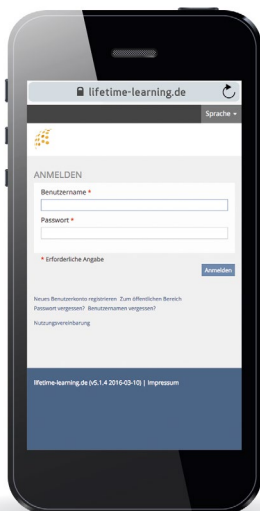 lifetime-learning.de
Sprache
ANMELDEN
Benutzername *
Passwort *
* Erforderliche Angabe
Anmelden
Neues Benutzerkonto registrieren Zum öffentlichen Bereich
Passwort vergessen? Benutzernamen vergessen?
Nutzungsvereinbarung
lifetime-learning.de (v5.1.4 2016-03-10) | Impressum